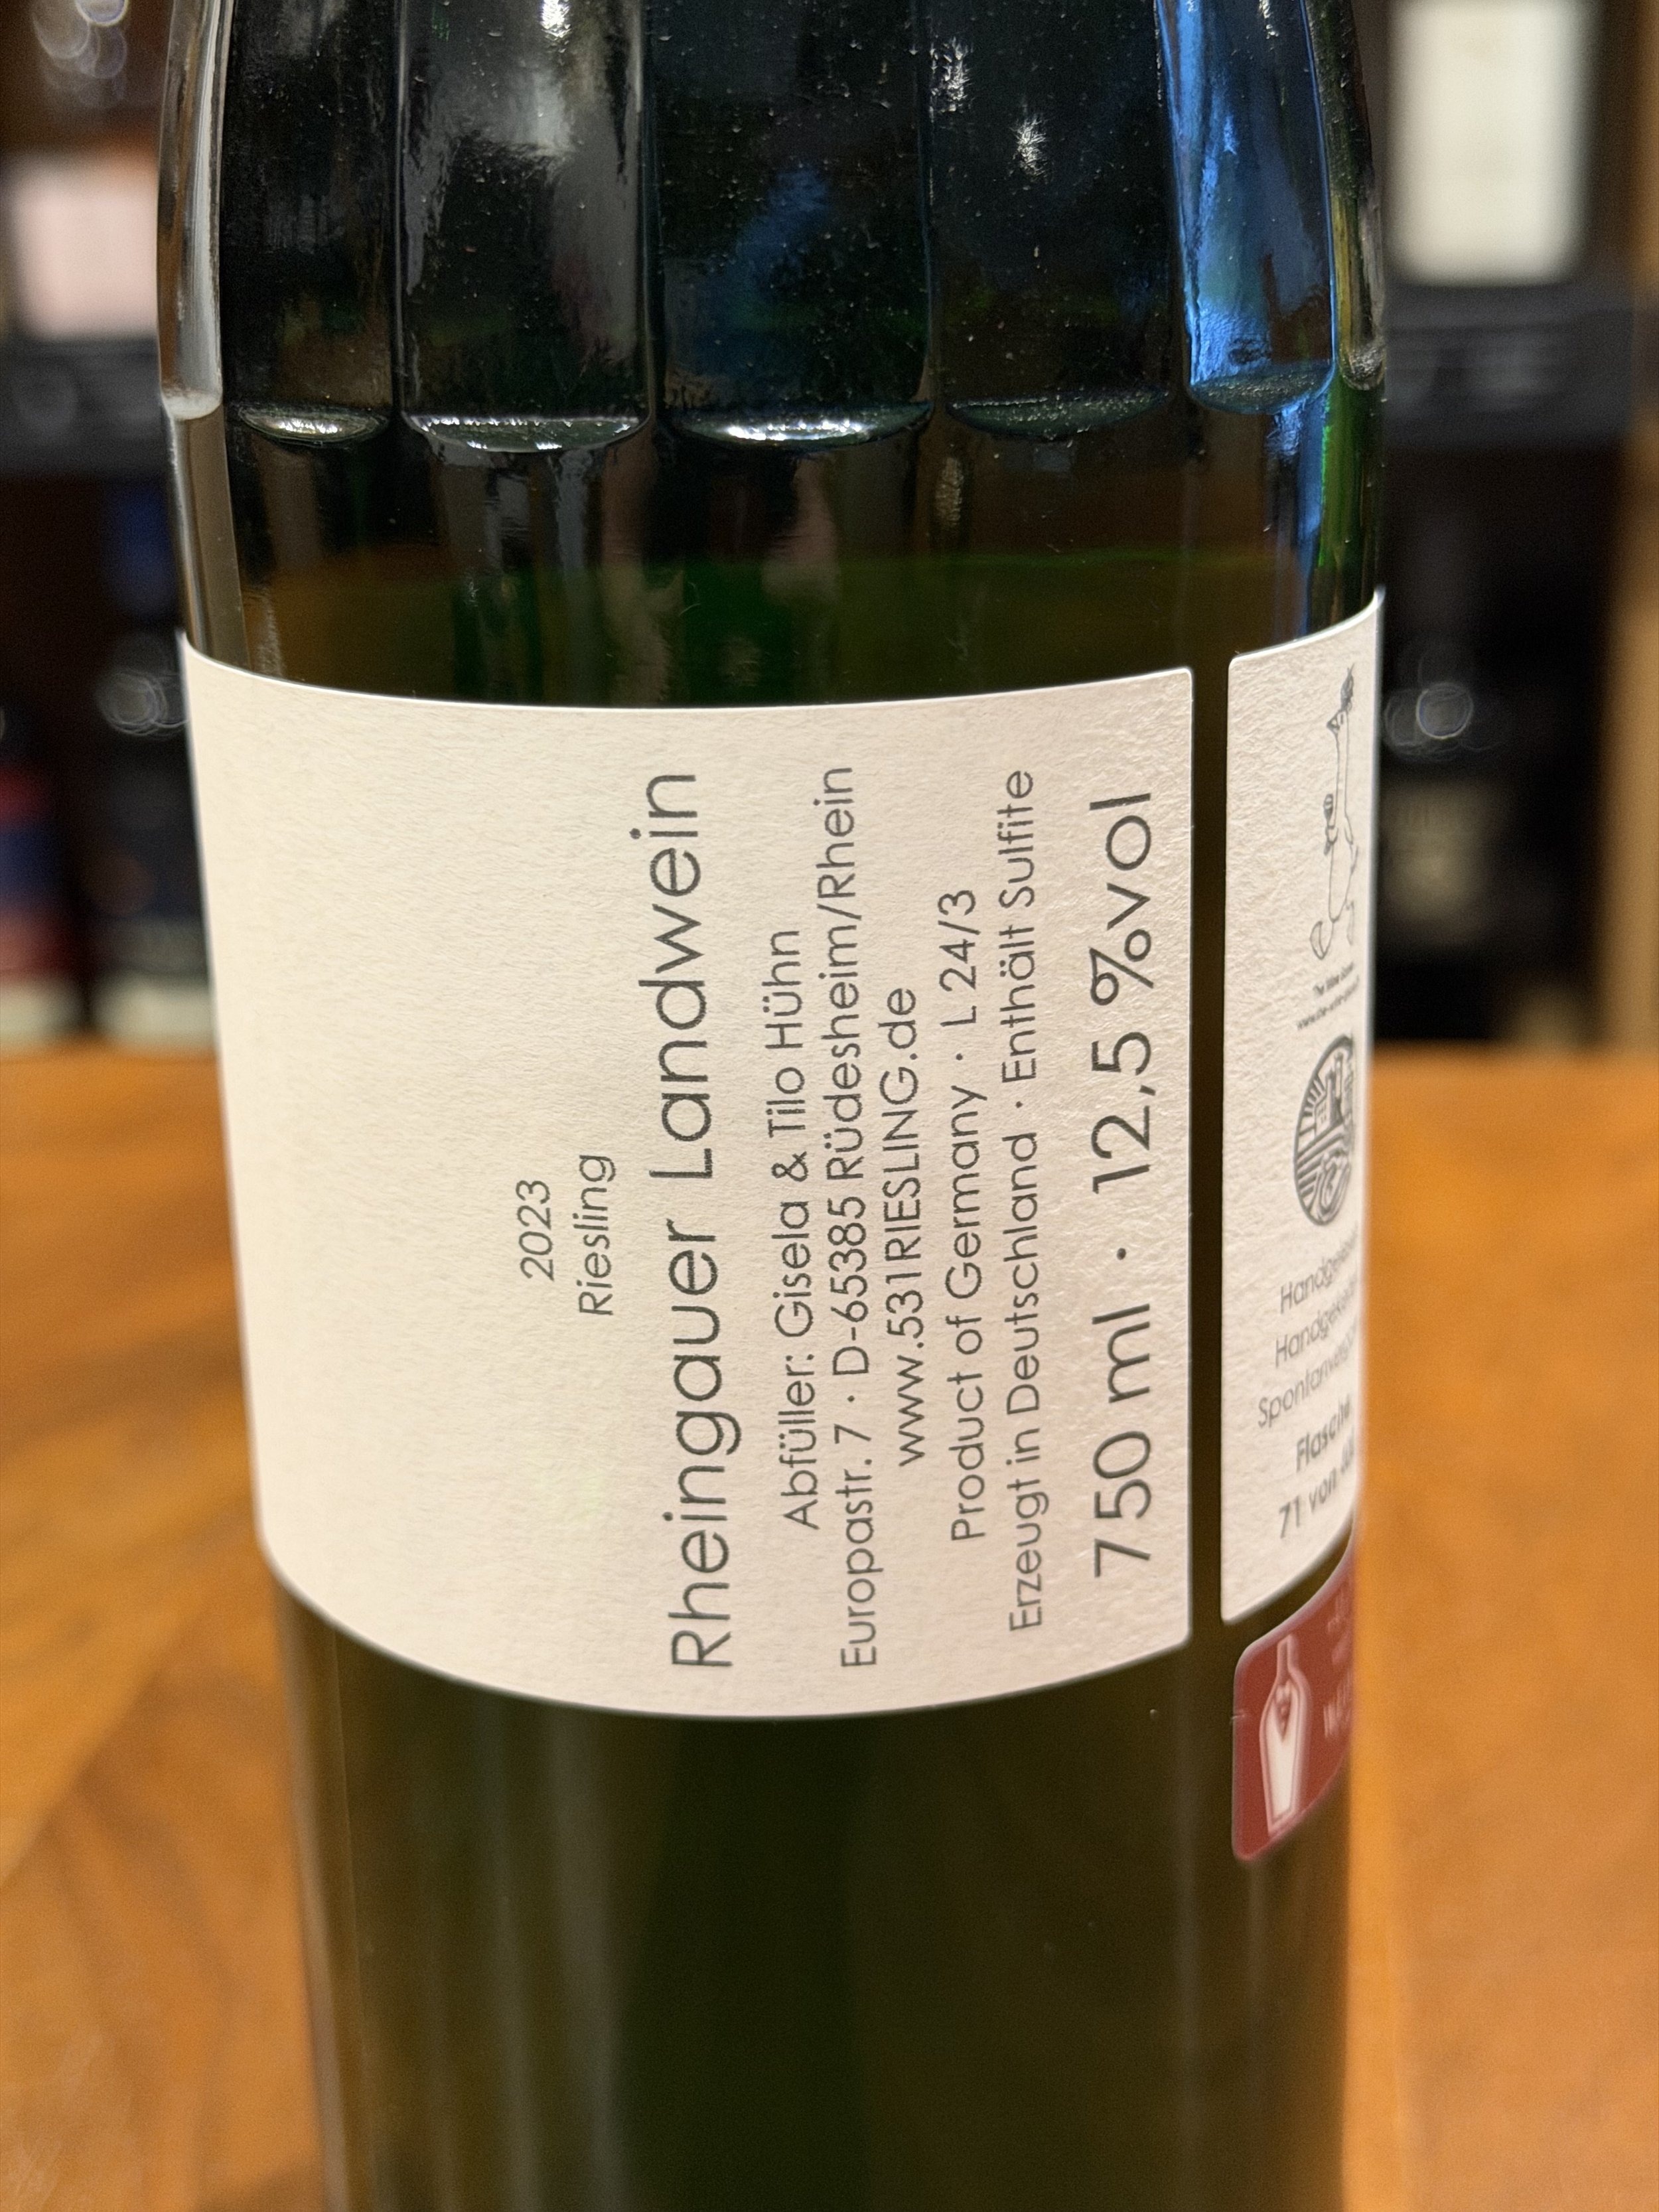 2023
Riesling
Rheingauer Landwein
Abfüller: Gisela & Tilo Hühn
Europastr. 7 · D-65385 Rüdesheim/Rhein
www.531RIESLING.de
Product of Germany · L 24/3
Erzeugt in Deutschland · Enthält Sulfite
750 ml · 12,5 %vol
Flasche
71 von